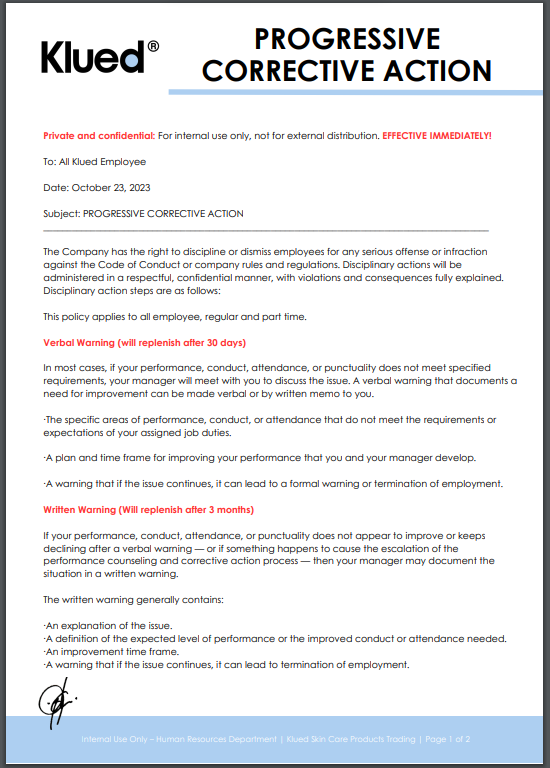 Klued®
PROGRESSIVE
CORRECTIVE ACTION
Private and confidential: For internal use only, not for external distribution. EFFECTIVE IMMEDIATELY!
To: All Klued Employee
Date: October 23, 2023
Subject: PROGRESSIVE CORRECTIVE ACTION
The Company has the right to discipline or dismiss employees for any serious offense or infraction
against the Code of Conduct or company rules and regulations. Disciplinary actions will be
administered in a respectful, confidential manner, with violations and consequences fully explained.
Disciplinary action steps are as follows:
This policy applies to all employee, regular and part time.
Verbal Warning (will replenish after 30 days)
In most cases, if your performance, conduct, attendance, or punctuality does not meet specified
requirements, your manager will meet with you to discuss the issue. A verbal warning that documents a
need for improvement can be made verbal or by written memo to you.
·The specific areas of performance, conduct, or attendance that do not meet the requirements or
expectations of your assigned job duties.
·A plan and time frame for improving your performance that you and your manager develop.
·A warning that if the issue continues, it can lead to a formal warning or termination of employment.
Written Warning (Will replenish after 3 months)
If your performance, conduct, attendance, or punctuality does not appear to improve or keeps
declining after a verbal warning — or if something happens to cause the escalation of the
performance counseling and corrective action process — then your manager may document the
situation in a written warning.
The written warning generally contains:
·An explanation of the issue.
·A definition of the expected level of performance or the improved conduct or attendance needed.
·An improvement time frame.
·A warning that if the issue continues, it can lead to termination of employment.
Internal Use Only – Human Resources Department | Klued Skin Care Products Trading | Page 1 of 2